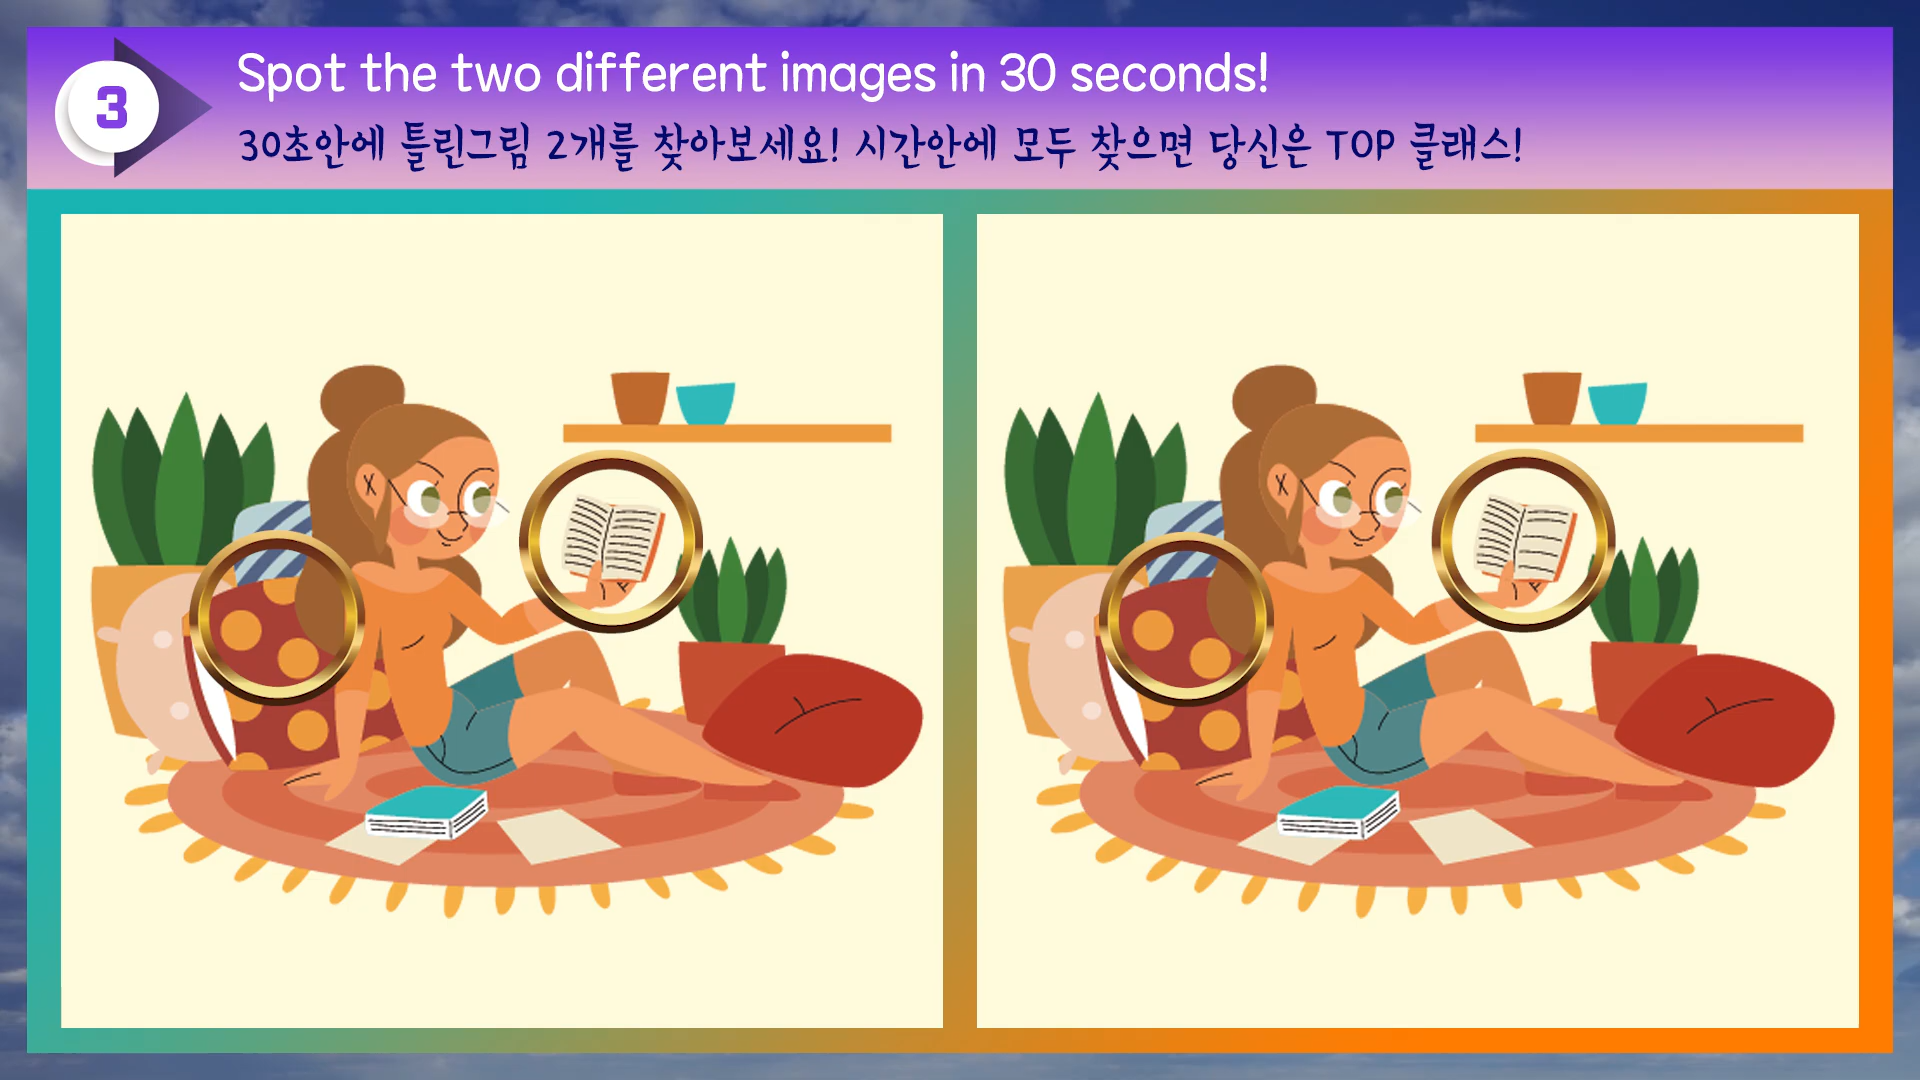 3
Spot the two different images in 30 seconds!
30초안에 틀린그림 2개를 찾아보세요! 시간안에 모두 찾으면 당신은 TOP 클래스!